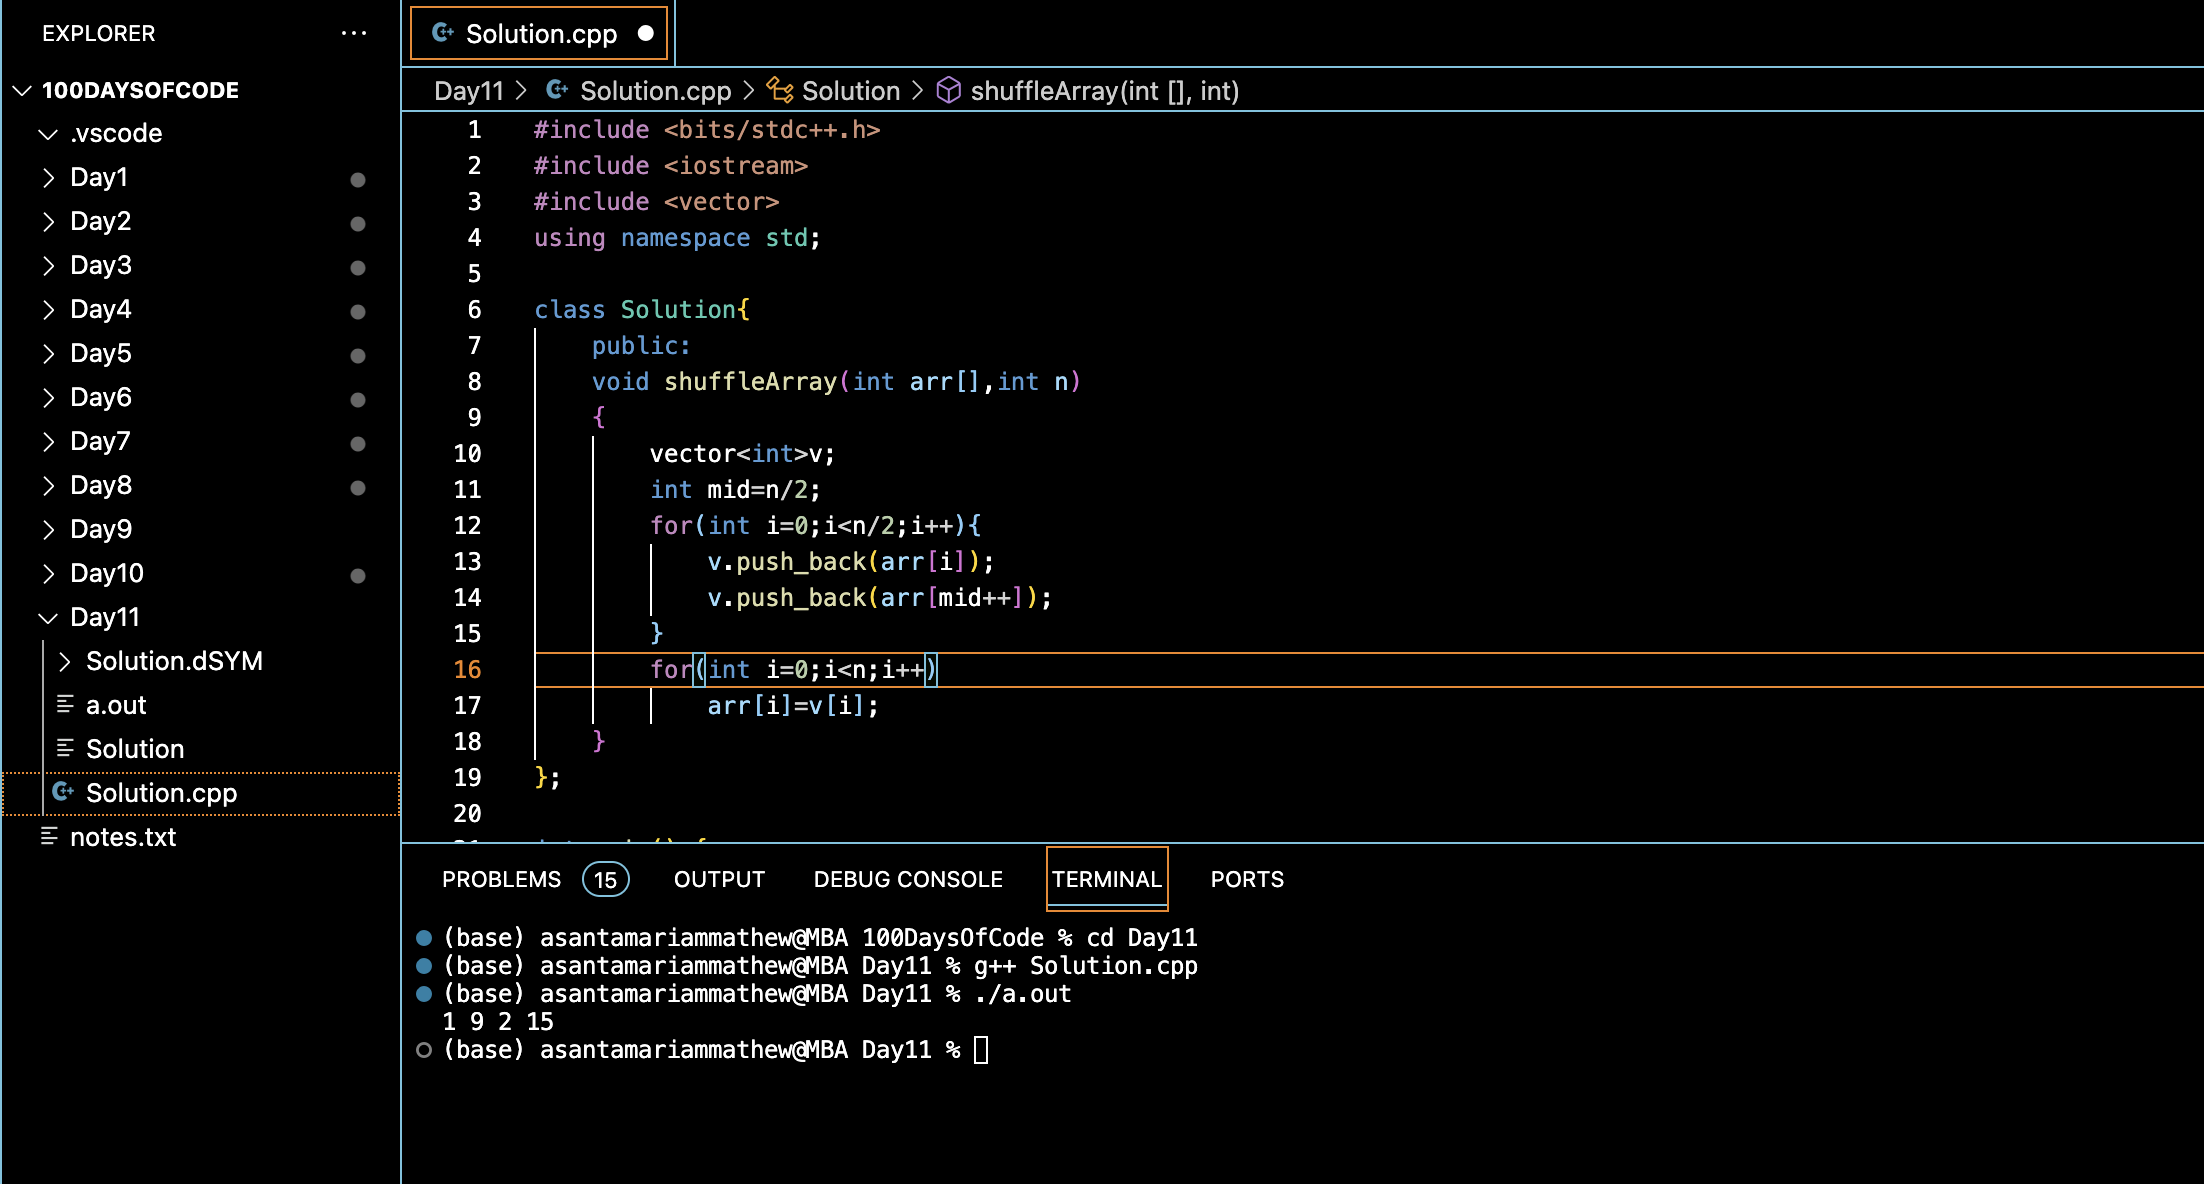 EXPLORER
100DAYSOFCODE
.vscode
Day1
Day2
Day3
Day4
Day5
Day6
Day7
Day8
Day9
Day10
Day11
Solution.dSYM
a.out
Solution
Solution.cpp
notes.txt
Solution.cpp
Day11 > Solution.cpp > Solution > shuffleArray(int [], int)
1 #include <bits/stdc++.h>
2 #include <iostream>
3 #include <vector>
4 using namespace std;
5
6 class Solution{
7 public:
8 void shuffleArray(int arr[],int n)
9 {
10 vector<int>v;
11 int mid=n/2;
12 for(int i=0;i<n/2;i++){
13 v.push_back(arr[i]);
14 v.push_back(arr[mid++]);
15 }
16 for(int i=0;i<n;i++)
17 arr[i]=v[i];
18 }
19 };
20
PROBLEMS 15 OUTPUT DEBUG CONSOLE TERMINAL PORTS
(base) asantamariammathew@MBA 100DaysOfCode % cd Day11
(base) asantamariammathew@MBA Day11 % g++ Solution.cpp
(base) asantamariammathew@MBA Day11 % ./a.out
1 9 2 15
(base) asantamariammathew@MBA Day11 %